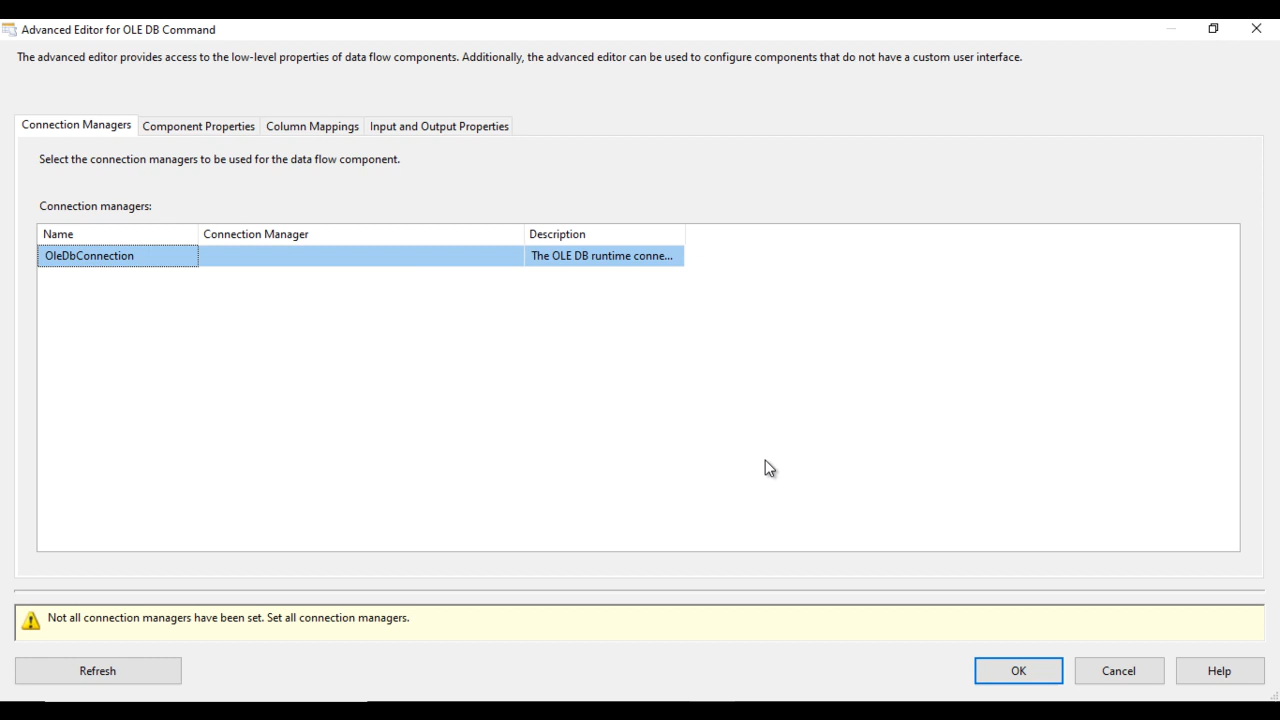 Advanced Editor for OLE DB Command
The advanced editor provides access to the low-level properties of data flow components. Additionally, the advanced editor can be used to configure components that do not have a custom user interface.
Connection Managers Component Properties Column Mappings Input and Output Properties
Select the connection managers to be used for the data flow component.
Connection managers:
Name Connection Manager Description
OleDbConnection The OLE DB runtime conne...
Not all connection managers have been set. Set all connection managers.
Refresh OK Cancel Help